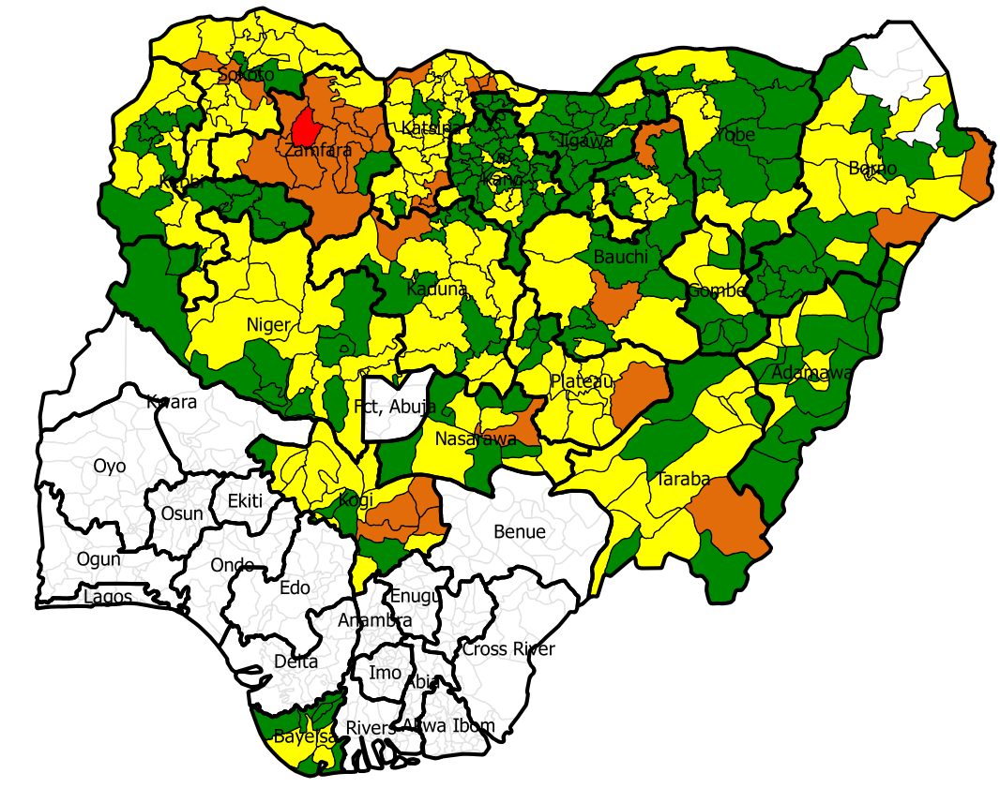 Sokoto
Katsina
Jigawa
Yobe
Zamfara
Borno
Kebbi
Kano
Bauchi
Kaduna
Gombe
Niger
Adamawa
Plateau
Kwara
Fct, Abuja
Nasarawa
Oyo
Taraba
Kogi
Ekiti
Osun
Benue
Ogun
Ondo
Edo
Lagos
Enugu
Anambra
Cross River
Delta
Imo
Abia
Rivers
Akwa Ibom
Bayelsa